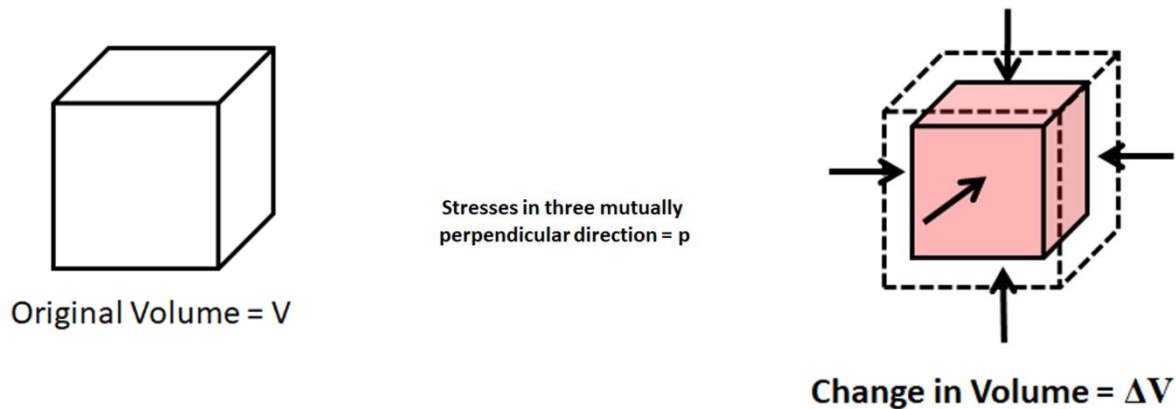 Stresses in three mutually
perpendicular direction = p
Original Volume = V
Change in Volume = ΔV